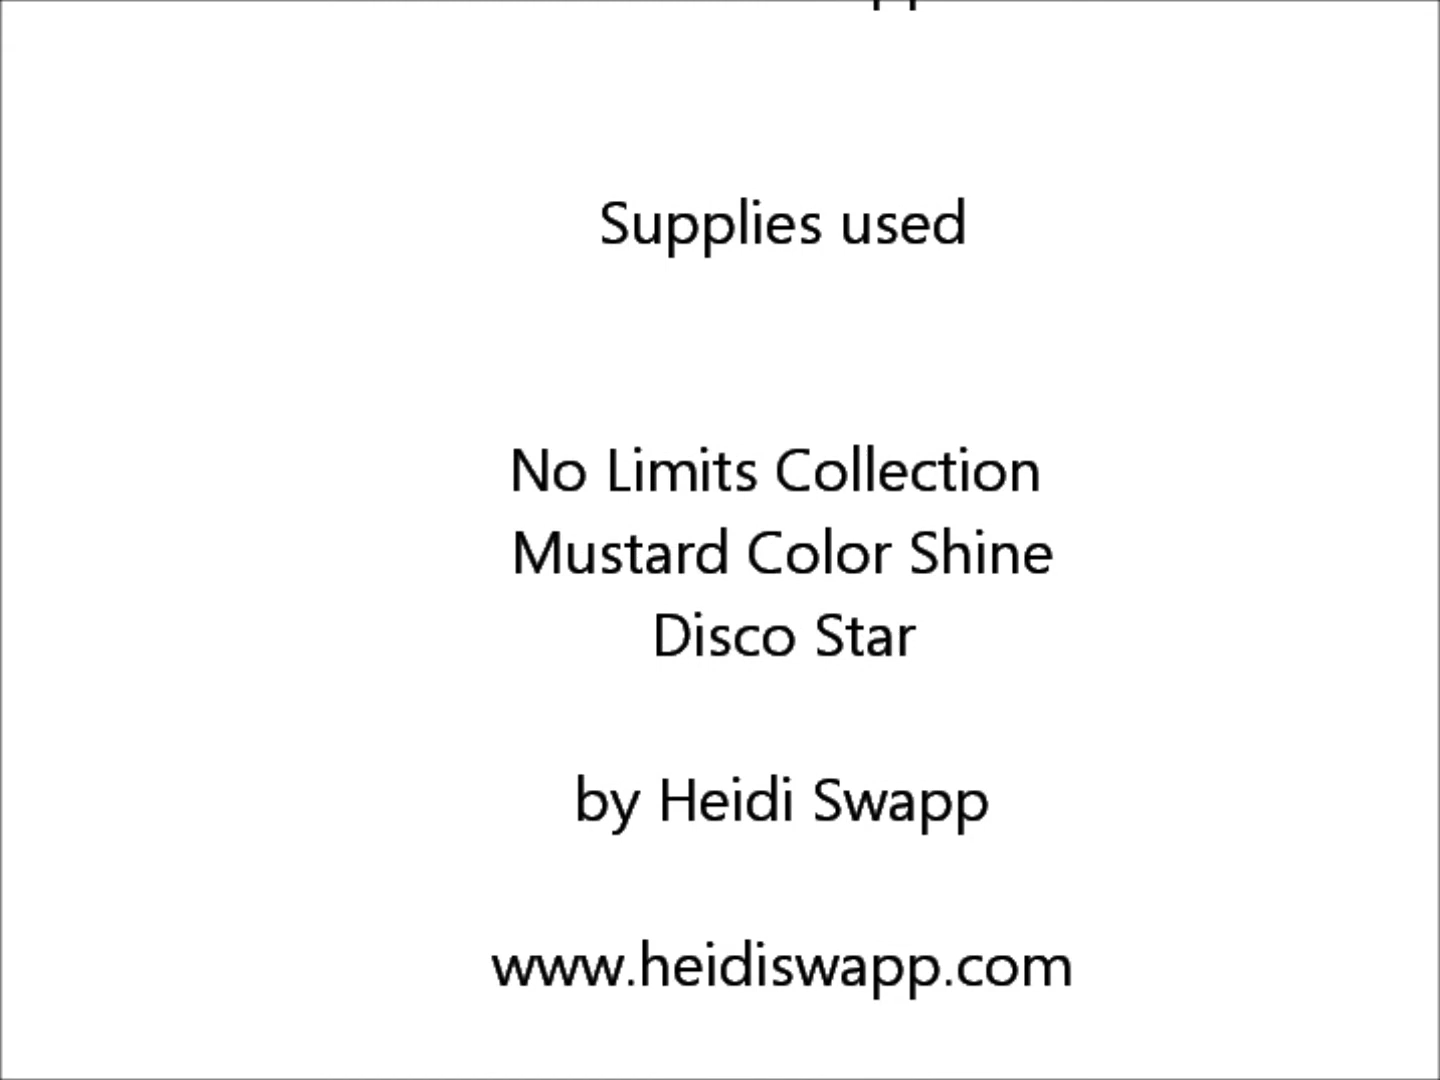 Supplies used
No Limits Collection
Mustard Color Shine
Disco Star
by Heidi Swapp
www.heidiswapp.com